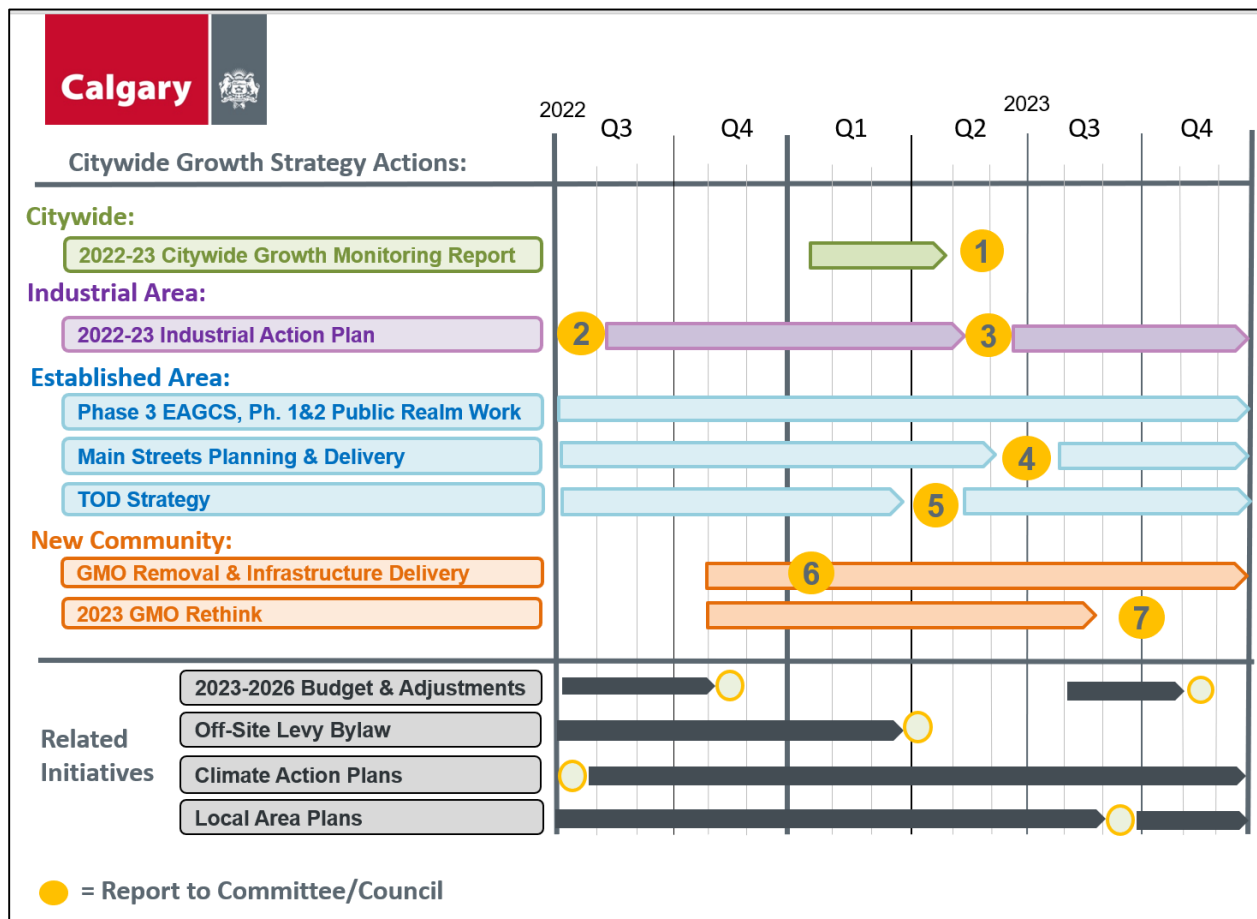 Calgary
2022
2023
Q3 Q4 Q1 Q2 Q3 Q4
Citywide Growth Strategy Actions:
Citywide:
2022-23 Citywide Growth Monitoring Report
1
Industrial Area:
2022-23 Industrial Action Plan
2
3
Established Area:
Phase 3 EAGCS, Ph. 1&2 Public Realm Work
Main Streets Planning & Delivery
4
TOD Strategy
5
New Community:
GMO Removal & Infrastructure Delivery
6
2023 GMO Rethink
7
Related
Initiatives
2023-2026 Budget & Adjustments
Off-Site Levy Bylaw
Climate Action Plans
Local Area Plans
= Report to Committee/Council